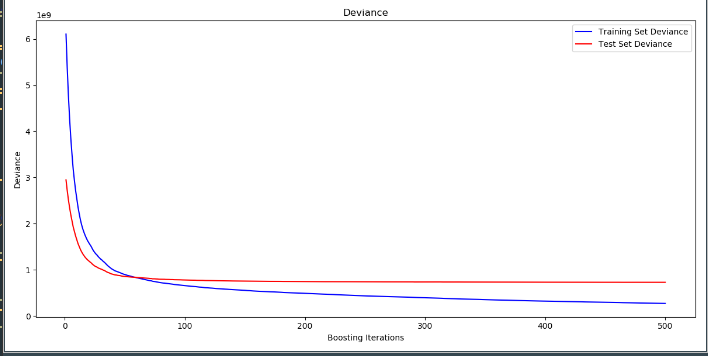 Deviance
1e9
Training Set Deviance
Test Set Deviance
6
5
4
3
2
1
0
Deviance
0 100 200 300 400 500
Boosting Iterations